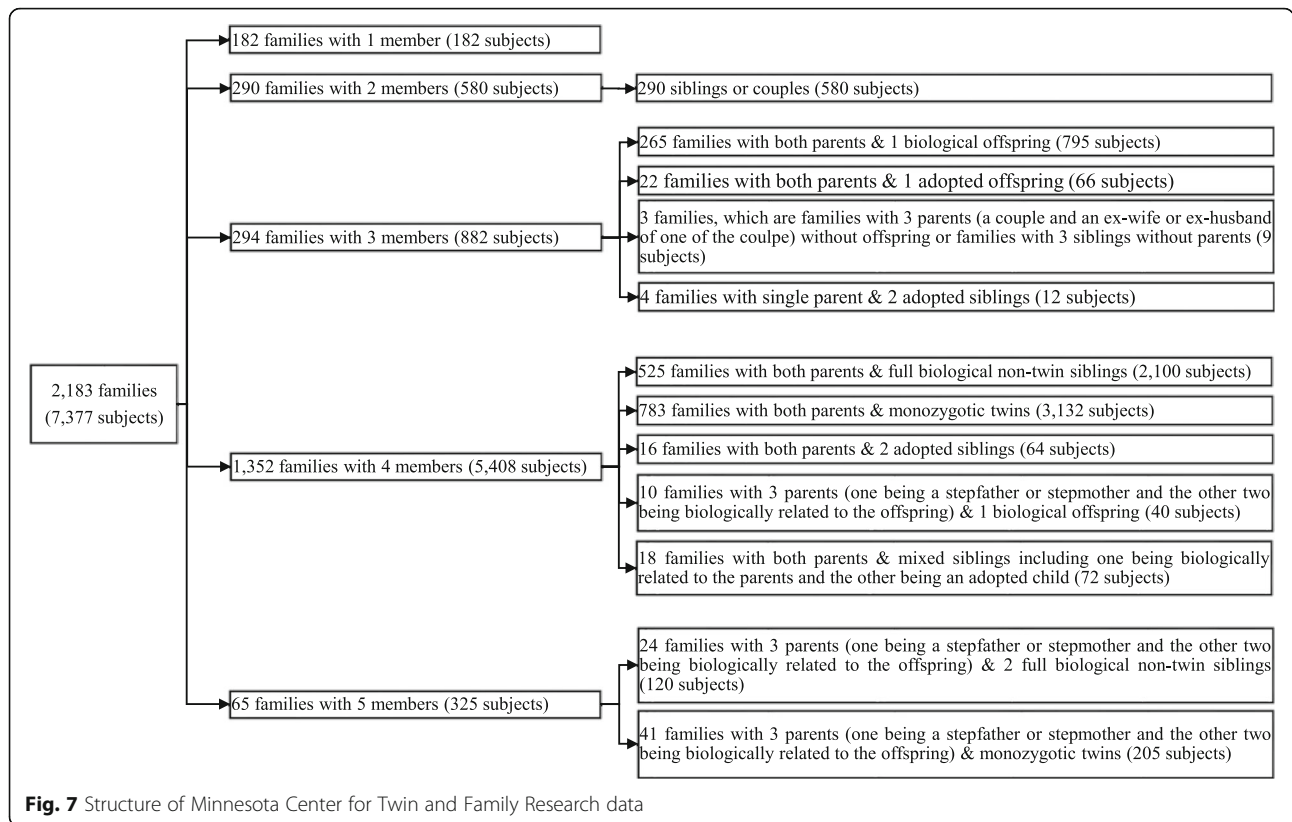 182 families with 1 member (182 subjects)
290 families with 2 members (580 subjects)
290 siblings or couples (580 subjects)
265 families with both parents & 1 biological offspring (795 subjects)
22 families with both parents & 1 adopted offspring (66 subjects)
294 families with 3 members (882 subjects)
3 families, which are families with 3 parents (a couple and an ex-wife or ex-husband
of one of the coulpe) without offspring or families with 3 siblings without parents (9
subjects)
4 families with single parent & 2 adopted siblings (12 subjects)
2,183 families
(7,377 subjects)
525 families with both parents & full biological non-twin siblings (2,100 subjects)
783 families with both parents & monozygotic twins (3,132 subjects)
1,352 families with 4 members (5,408 subjects)
16 families with both parents & 2 adopted siblings (64 subjects)
10 families with 3 parents (one being a stepfather or stepmother and the other two
being biologically related to the offspring) & 1 biological offspring (40 subjects)
18 families with both parents & mixed siblings including one being biologically
related to the parents and the other being an adopted child (72 subjects)
24 families with 3 parents (one being a stepfather or stepmother and the other two
being biologically related to the offspring) & 2 full biological non-twin siblings
(120 subjects)
65 families with 5 members (325 subjects)
41 families with 3 parents (one being a stepfather or stepmother and the other two
being biologically related to the offspring) & monozygotic twins (205 subjects)
Fig. 7 Structure of Minnesota Center for Twin and Family Research data